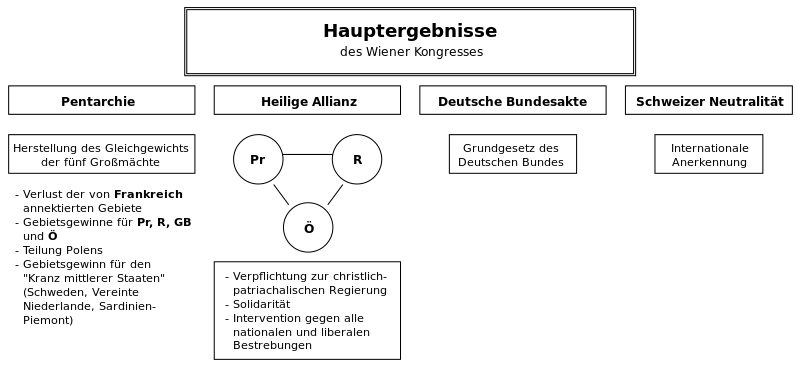 Hauptergebnisse
des Wiener Kongresses
Pentarchie
Herstellung des Gleichgewichts
der fünf Großmächte
- Verlust der von Frankreich
annektierten Gebiete
- Gebietsgewinne für Pr, R, GB
und Ö
- Teilung Polens
- Gebietsgewinn für den
"Kranz mittlerer Staaten"
(Schweden, Vereinte
Niederlande, Sardinien-
Piemont)
Heilige Allianz
Pr
R
Ö
- Verpflichtung zur christlich-
patriachalischen Regierung
- Solidarität
- Intervention gegen alle
nationalen und liberalen
Bestrebungen
Deutsche Bundesakte
Grundgesetz des
Deutschen Bundes
Schweizer Neutralität
Internationale
Anerkennung